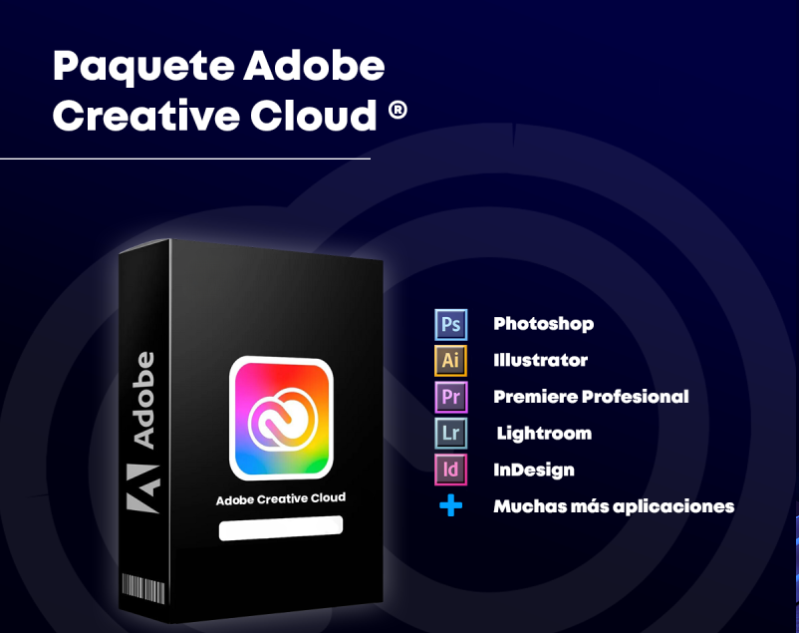 Paquete Adobe
Creative Cloud ®
Adobe
Adobe Creative Cloud
Ps Photoshop
Ai Illustrator
Pr Premiere Profesional
Lr Lightroom
Id InDesign
Muchas más aplicaciones